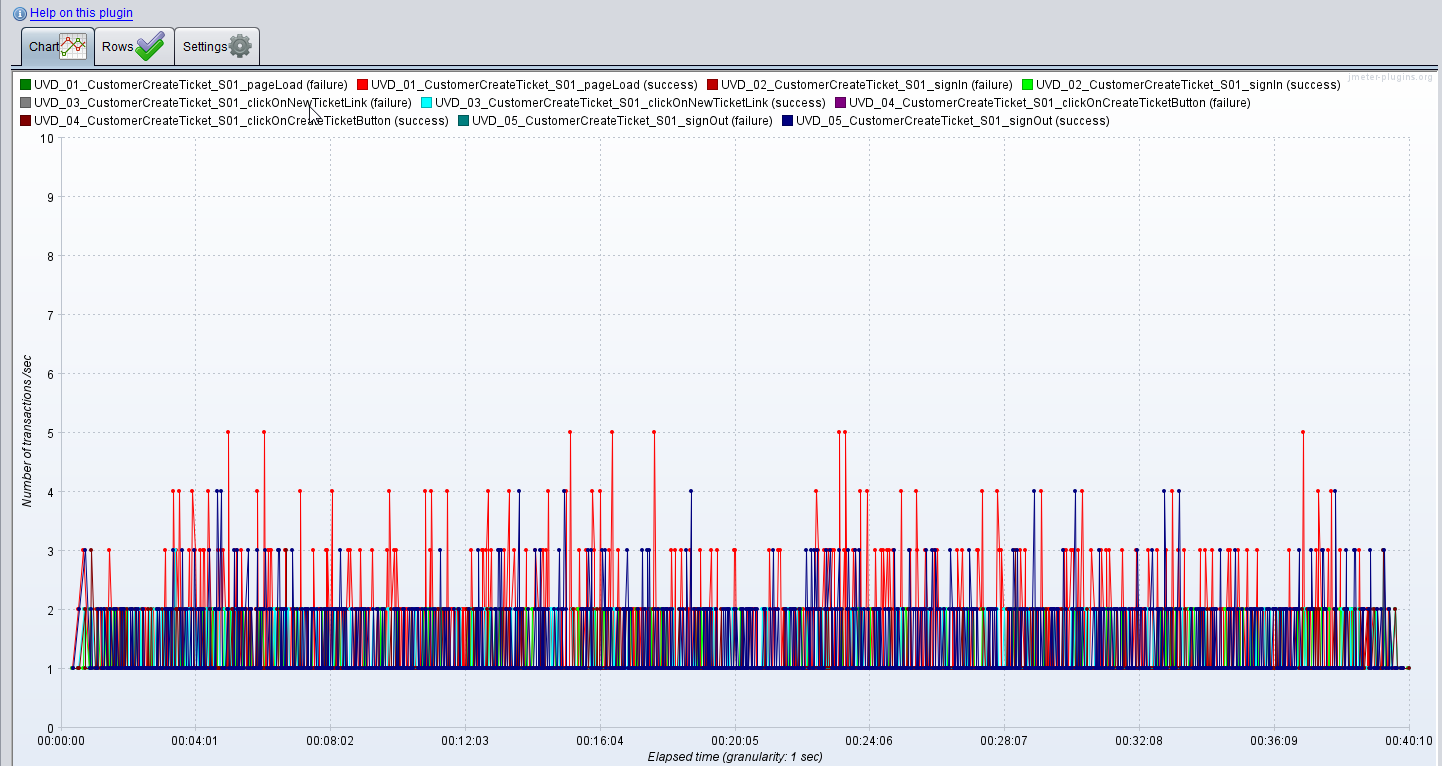 Help on this plugin
Chart Rows Settings
jmeter-plugins.org
UVD_01_CustomerCreateTicket_S01_pageLoad (failure) UVD_01_CustomerCreateTicket_S01_pageLoad (success) UVD_02_CustomerCreateTicket_S01_signIn (failure) UVD_02_CustomerCreateTicket_S01_signIn (success)
UVD_03_CustomerCreateTicket_S01_clickOnNewTicketLink (failure) UVD_03_CustomerCreateTicket_S01_clickOnNewTicketLink (success) UVD_04_CustomerCreateTicket_S01_clickOnCreateTicketButton (failure)
UVD_04_CustomerCreateTicket_S01_clickOnCreateTicketButton (success) UVD_05_CustomerCreateTicket_S01_signOut (failure) UVD_05_CustomerCreateTicket_S01_signOut (success)
10
9
8
7
6
5
4
3
2
1
0
Number of transactions /sec
00:00:00 00:04:01 00:08:02 00:12:03 00:16:04 00:20:05 00:24:06 00:28:07 00:32:08 00:36:09 00:40:10
Elapsed time (granularity: 1 sec)